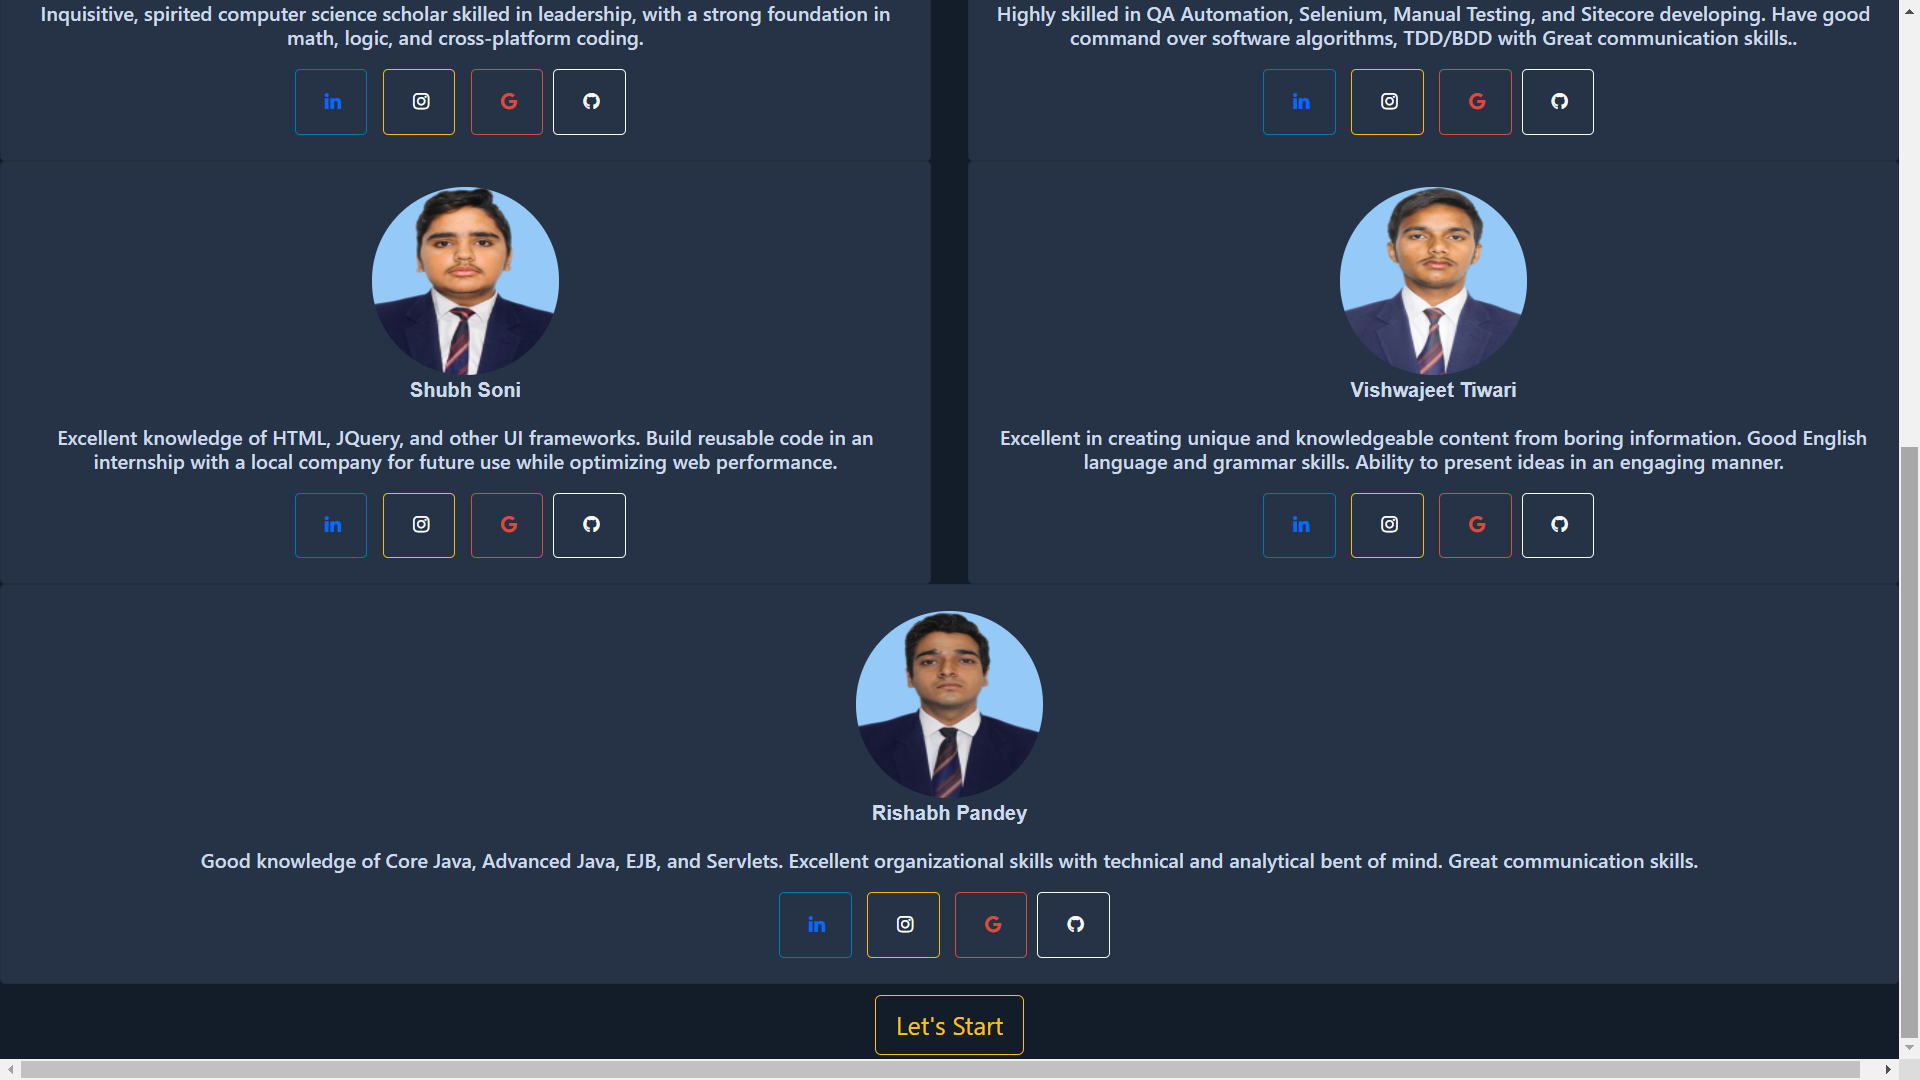 Inquisitive, spirited computer science scholar skilled in leadership, with a strong foundation in
math, logic, and cross-platform coding.
Highly skilled in QA Automation, Selenium, Manual Testing, and Sitecore developing. Have good
command over software algorithms, TDD/BDD with Great communication skills..
in G
in G
Shubh Soni
Excellent knowledge of HTML, JQuery, and other UI frameworks. Build reusable code in an
internship with a local company for future use while optimizing web performance.
in G
Vishwajeet Tiwari
Excellent in creating unique and knowledgeable content from boring information. Good English
language and grammar skills. Ability to present ideas in an engaging manner.
in G
Rishabh Pandey
Good knowledge of Core Java, Advanced Java, EJB, and Servlets. Excellent organizational skills with technical and analytical bent of mind. Great communication skills.
in G
Let's Start